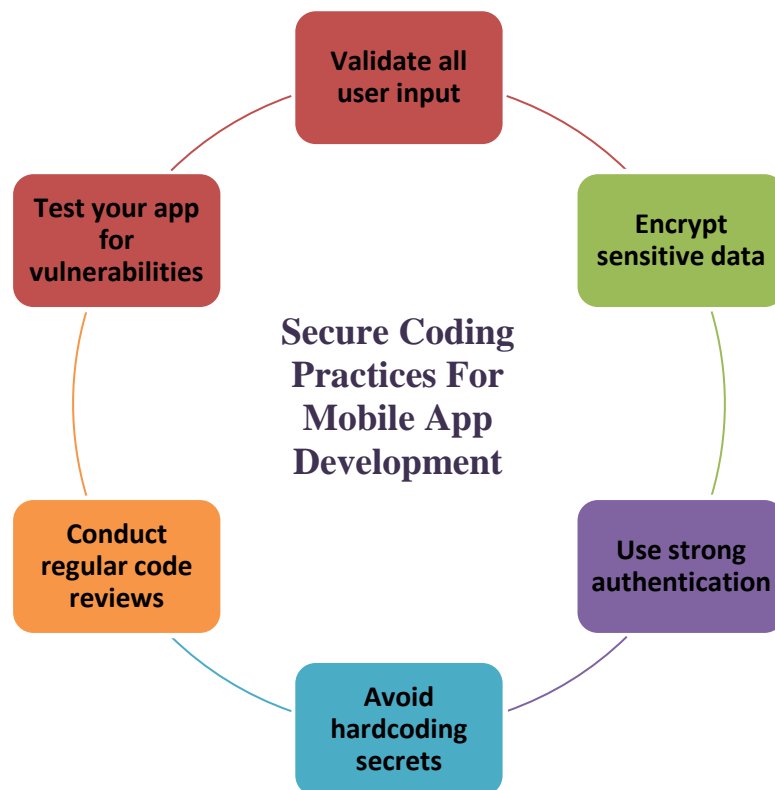 Validate all
user input
Encrypt
sensitive data
Use strong
authentication
Avoid
hardcoding
secrets
Conduct
regular code
reviews
Test your app
for
vulnerabilities
Secure Coding
Practices For
Mobile App
Development